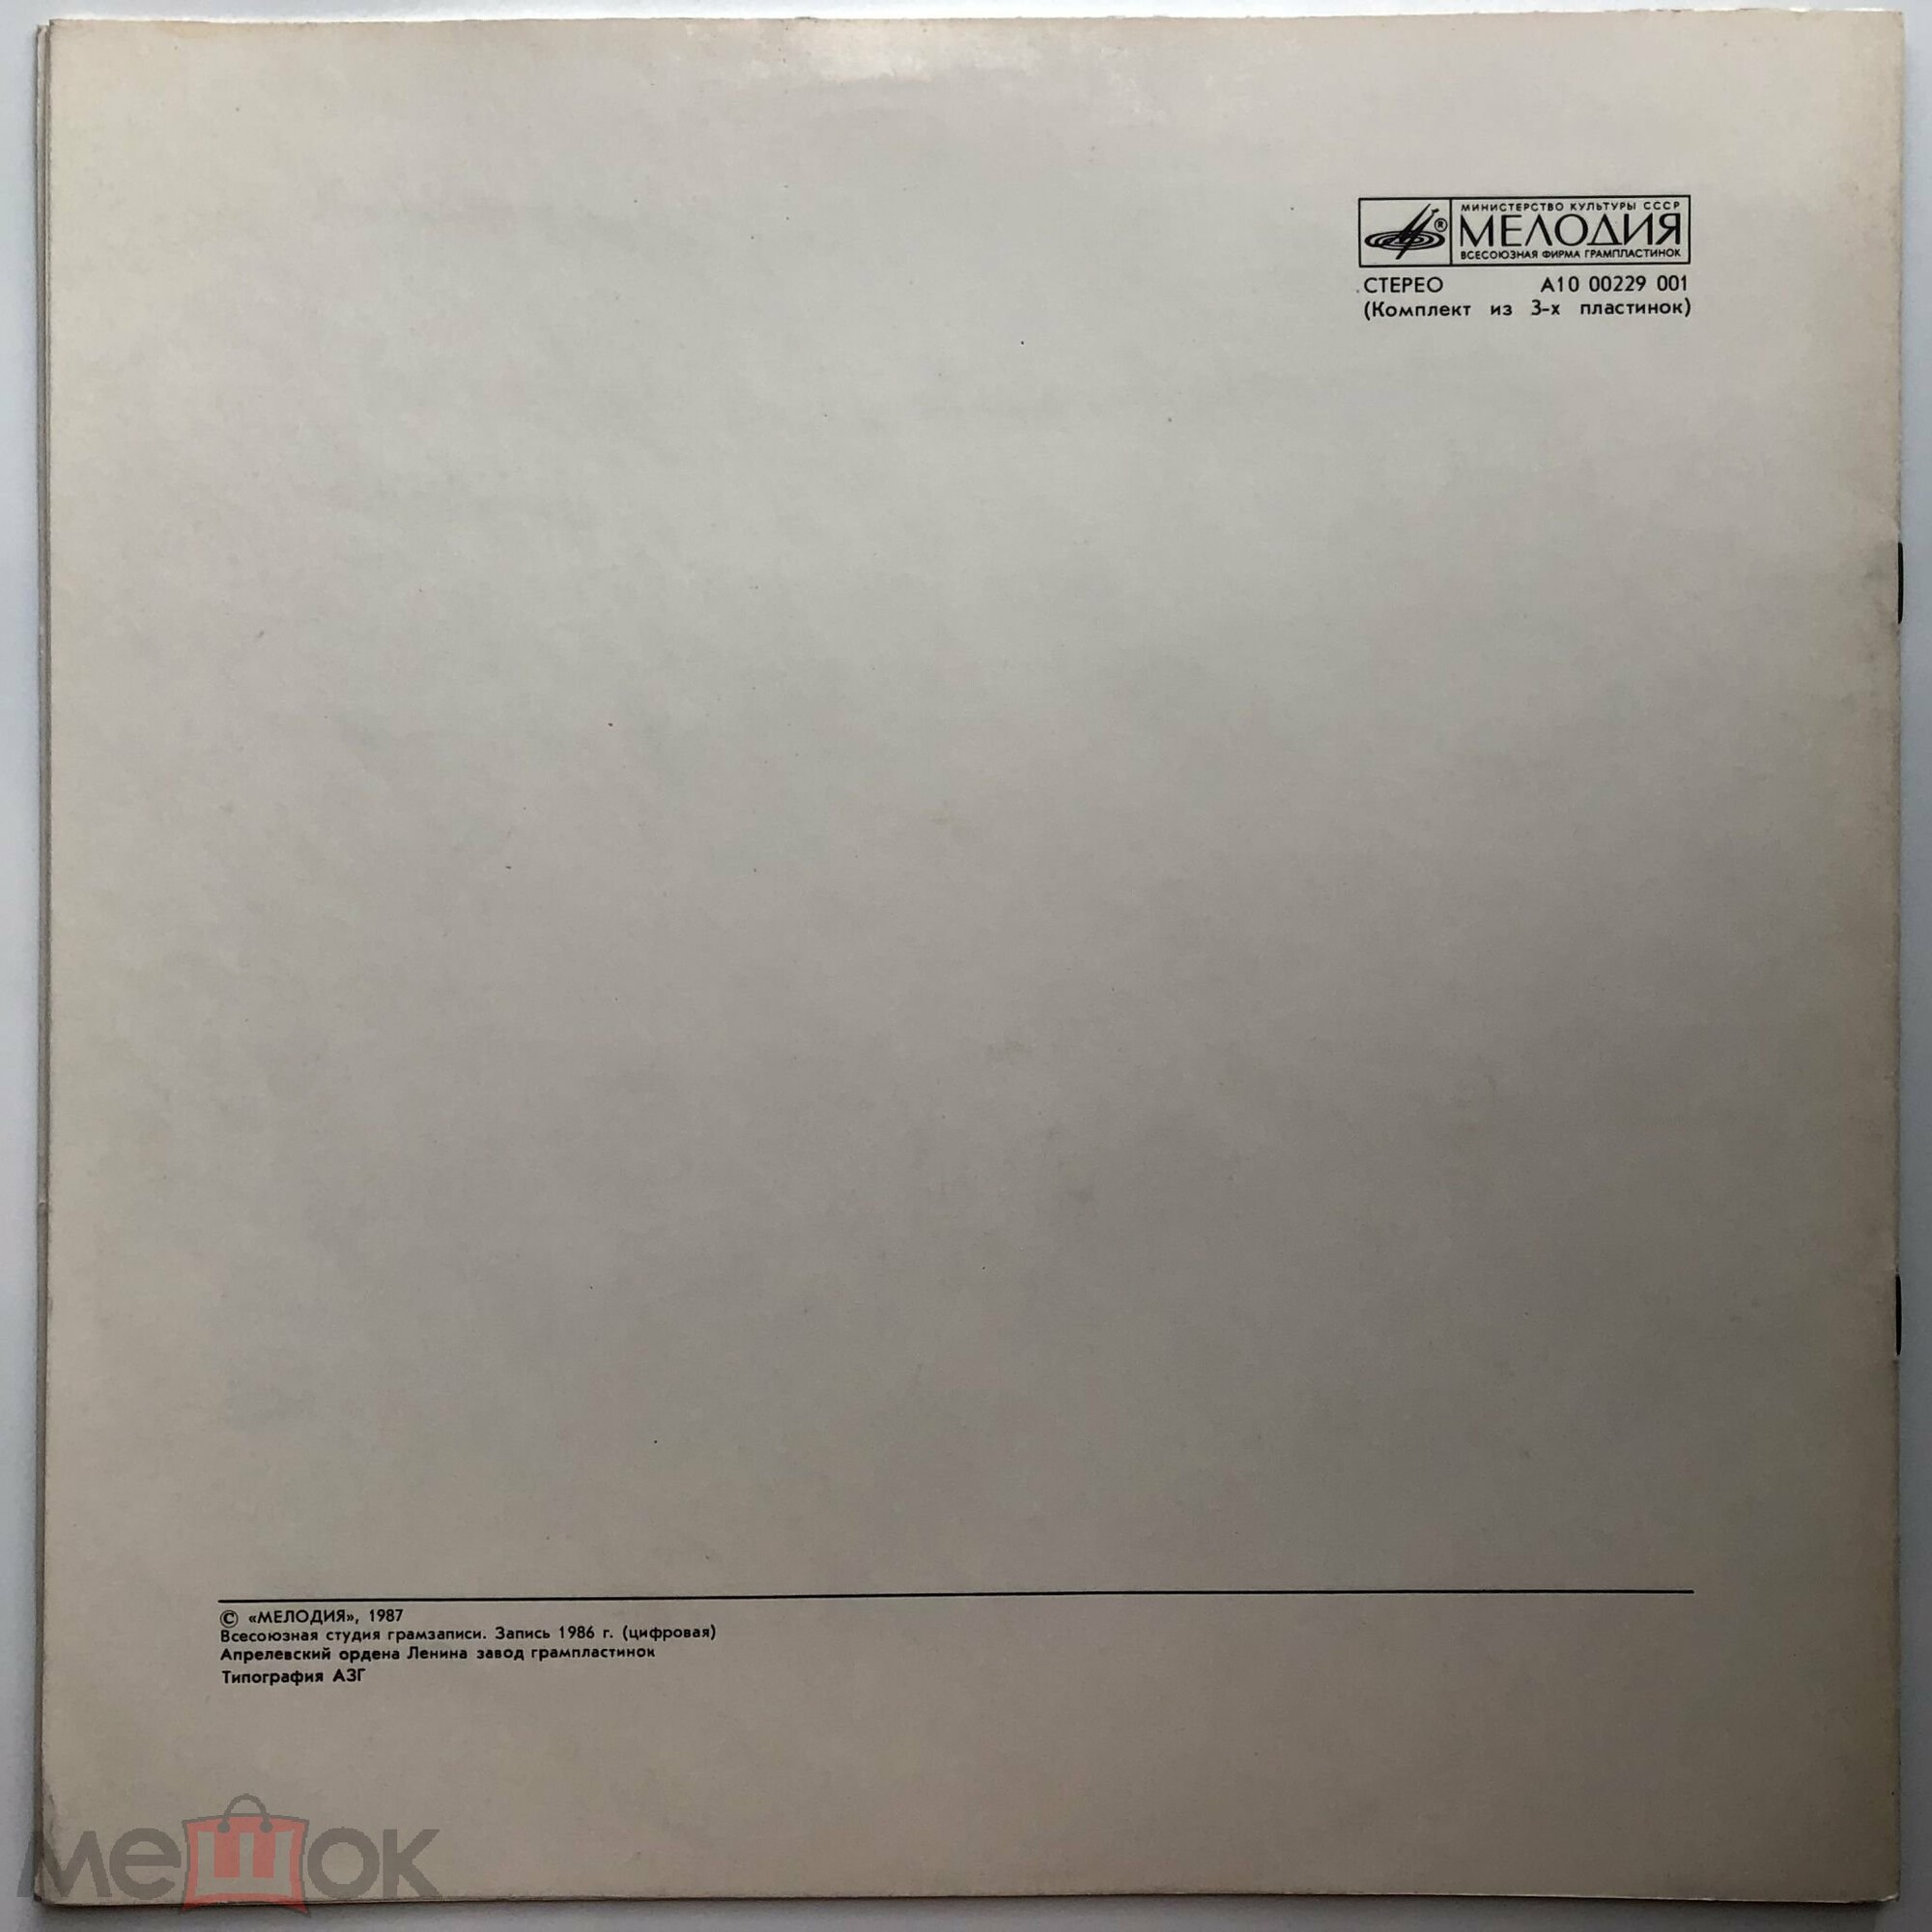 МИНИСТЕРСТВО КУЛЬТУРЫ СССР
® МЕЛОДИЯ
ВСЕСОЮЗНАЯ ФИРМА ГРАМПЛАСТИНОК
СТЕРЕО А10 00229 001
(Комплект из 3-х пластинок)
© «МЕЛОДИЯ», 1987
Всесоюзная студия грамзаписи. Запись 1986 г. (цифровая)
Апрелевский ордена Ленина завод грампластинок
Типография АЗГ
мешок